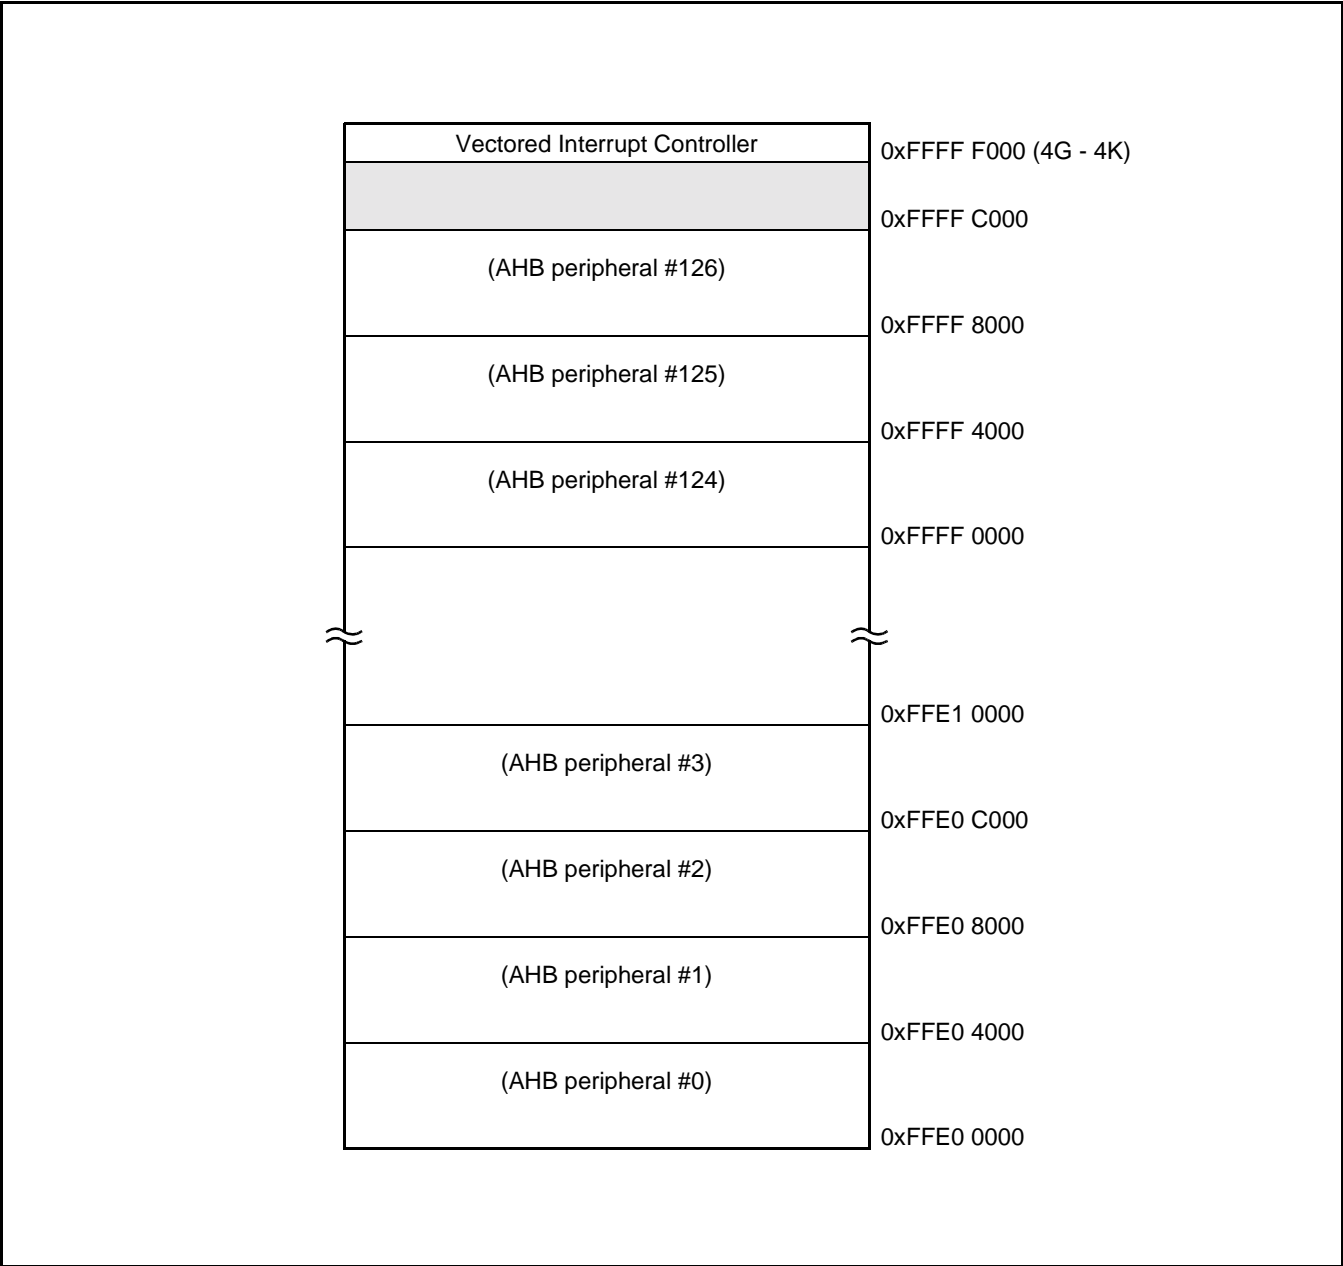 Vectored Interrupt Controller
0xFFFF F000 (4G - 4K)
0xFFFF C000
(AHB peripheral #126)
0xFFFF 8000
(AHB peripheral #125)
0xFFFF 4000
(AHB peripheral #124)
0xFFFF 0000
0xFFE1 0000
(AHB peripheral #3)
0xFFE0 C000
(AHB peripheral #2)
0xFFE0 8000
(AHB peripheral #1)
0xFFE0 4000
(AHB peripheral #0)
0xFFE0 0000